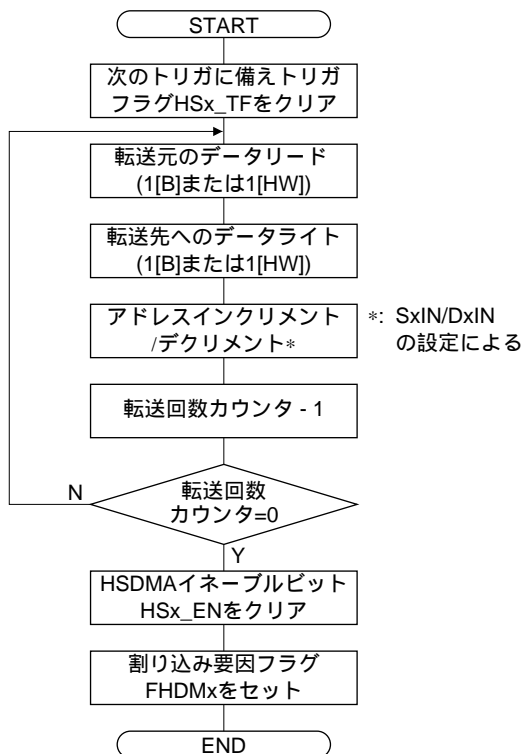 START
次のトリガに備えトリガ
フラグHSx_TFをクリア
転送元のデータリード
(1[B]または1[HW])
転送先へのデータライト
(1[B]または1[HW])
アドレスインクリメント
/デクリメント*
*: SxIN/DxIN
の設定による
転送回数カウンタ - 1
N
転送回数
カウンタ=0
Y
HSDMAイネーブルビット
HSx_ENをクリア
割り込み要因フラグ
FHDMxをセット
END